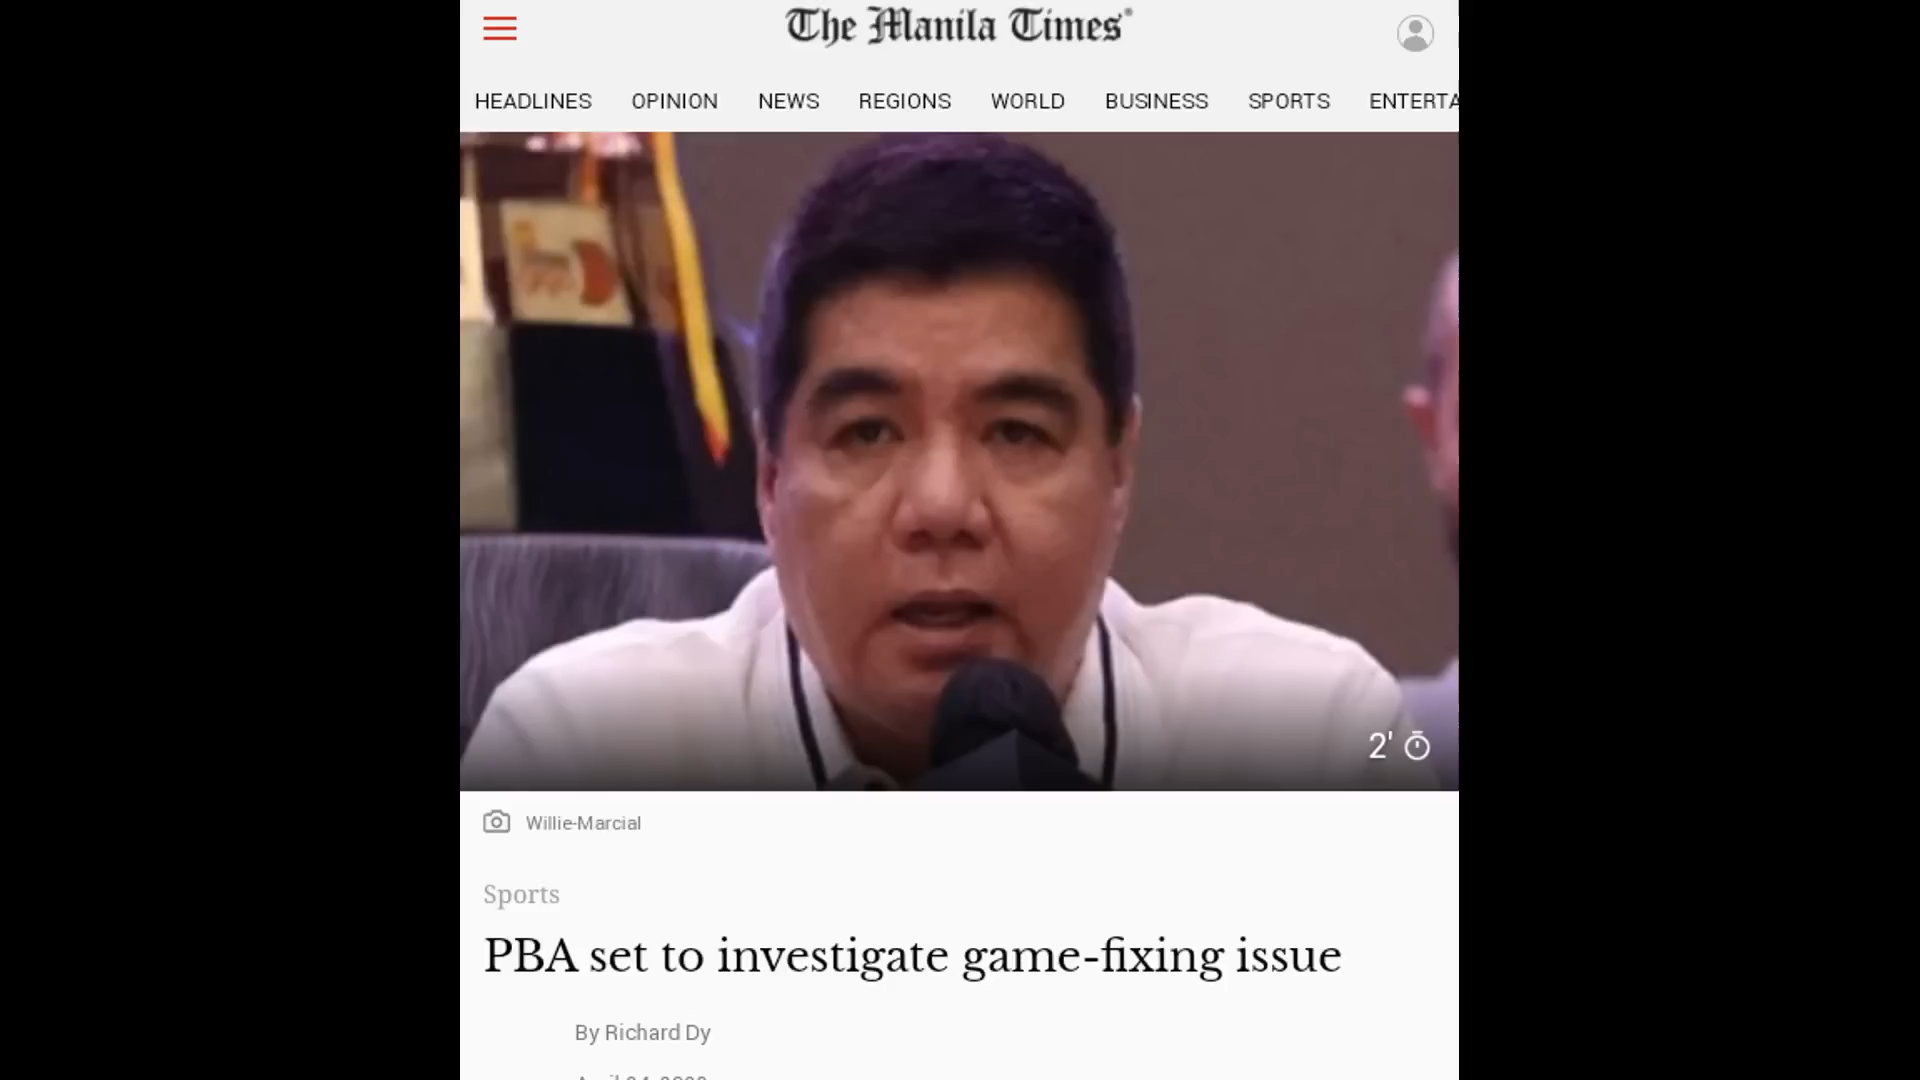 The Manila Times®
HEADLINES OPINION NEWS REGIONS WORLD BUSINESS SPORTS ENTERTA
2'
Willie-Marcial
Sports
PBA set to investigate game-fixing issue
By Richard Dy